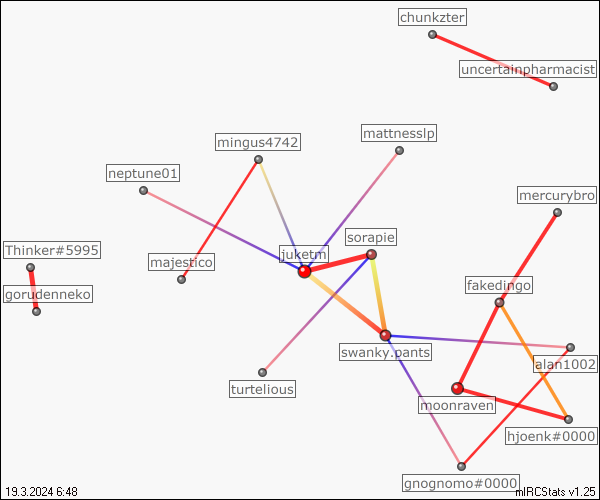 chunkzter
uncertainpharmacist
mingus4742
mattnesslp
neptune01
mercurybro
sorapie
Thinker#5995
juketm
majestico
fakedingo
gorudenneko
swanky.pants
alan1002
turtelious
moonraven
hjoenk#0000
gnognomo#0000
19.3.2024 6:48
mIRCStats v1.25